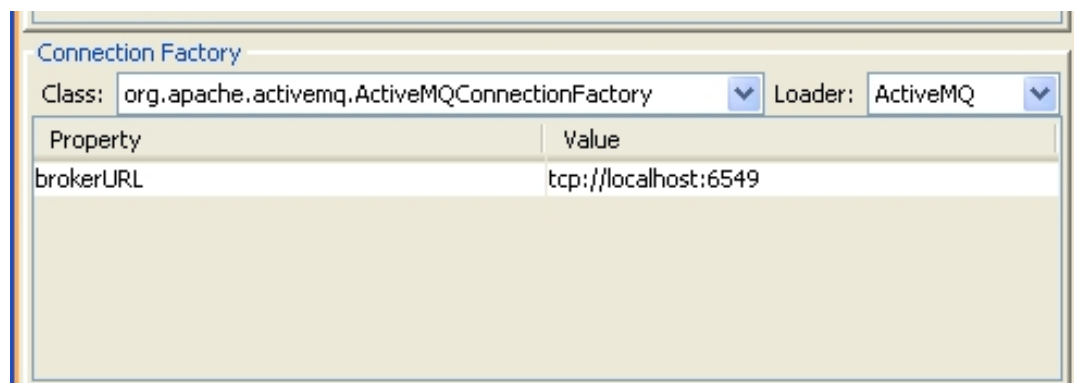 Connection Factory
Class: org.apache.activemq.ActiveMQConnectionFactory Loader: ActiveMQ
Property Value
brokerURL tcp://localhost:6549